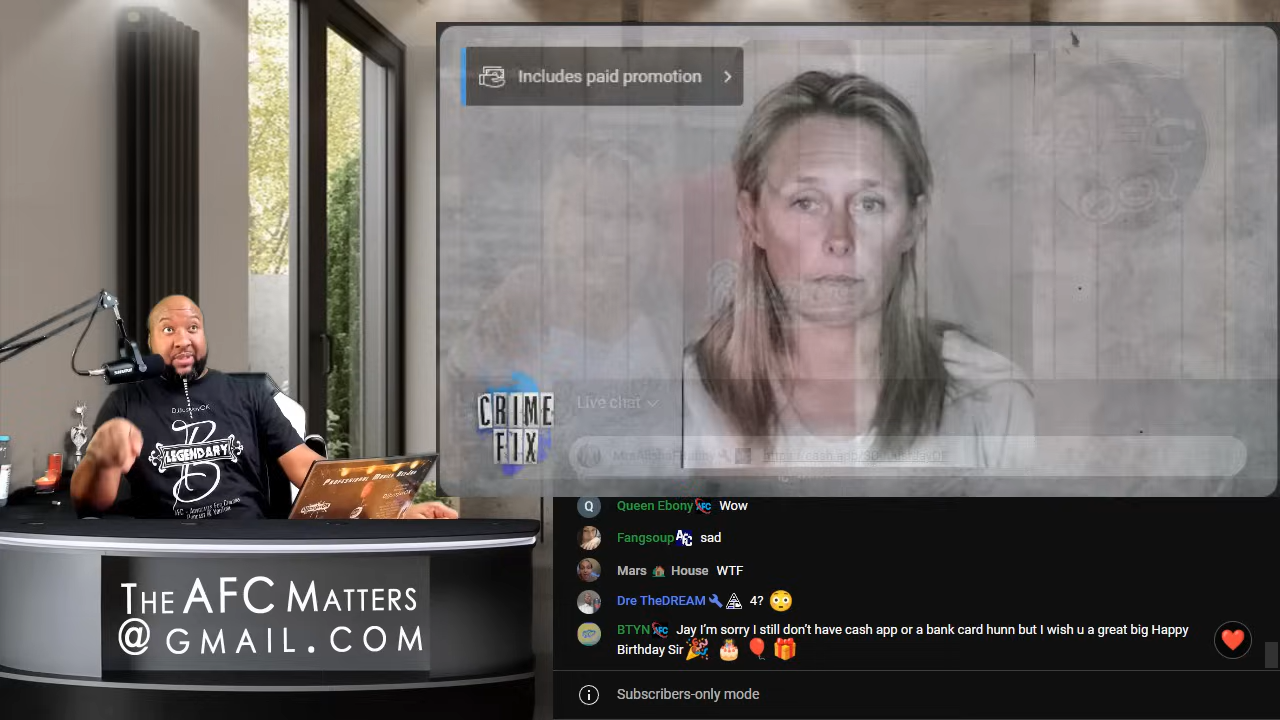 Includes paid promotion
CRIME
FIX
Live chat
LEGENDARY
B
THE AFC MATTERS
@GMAIL.COM
Queen Ebony Wow
Fangsoup sad
Mars House WTF
Dre TheDREAM 4? 😳
BTYN Jay I'm sorry I still don't have cash app or a bank card hunn but I wish u a great big Happy
Birthday Sir 🎉 🎂 🎈 🎁
Subscribers-only mode